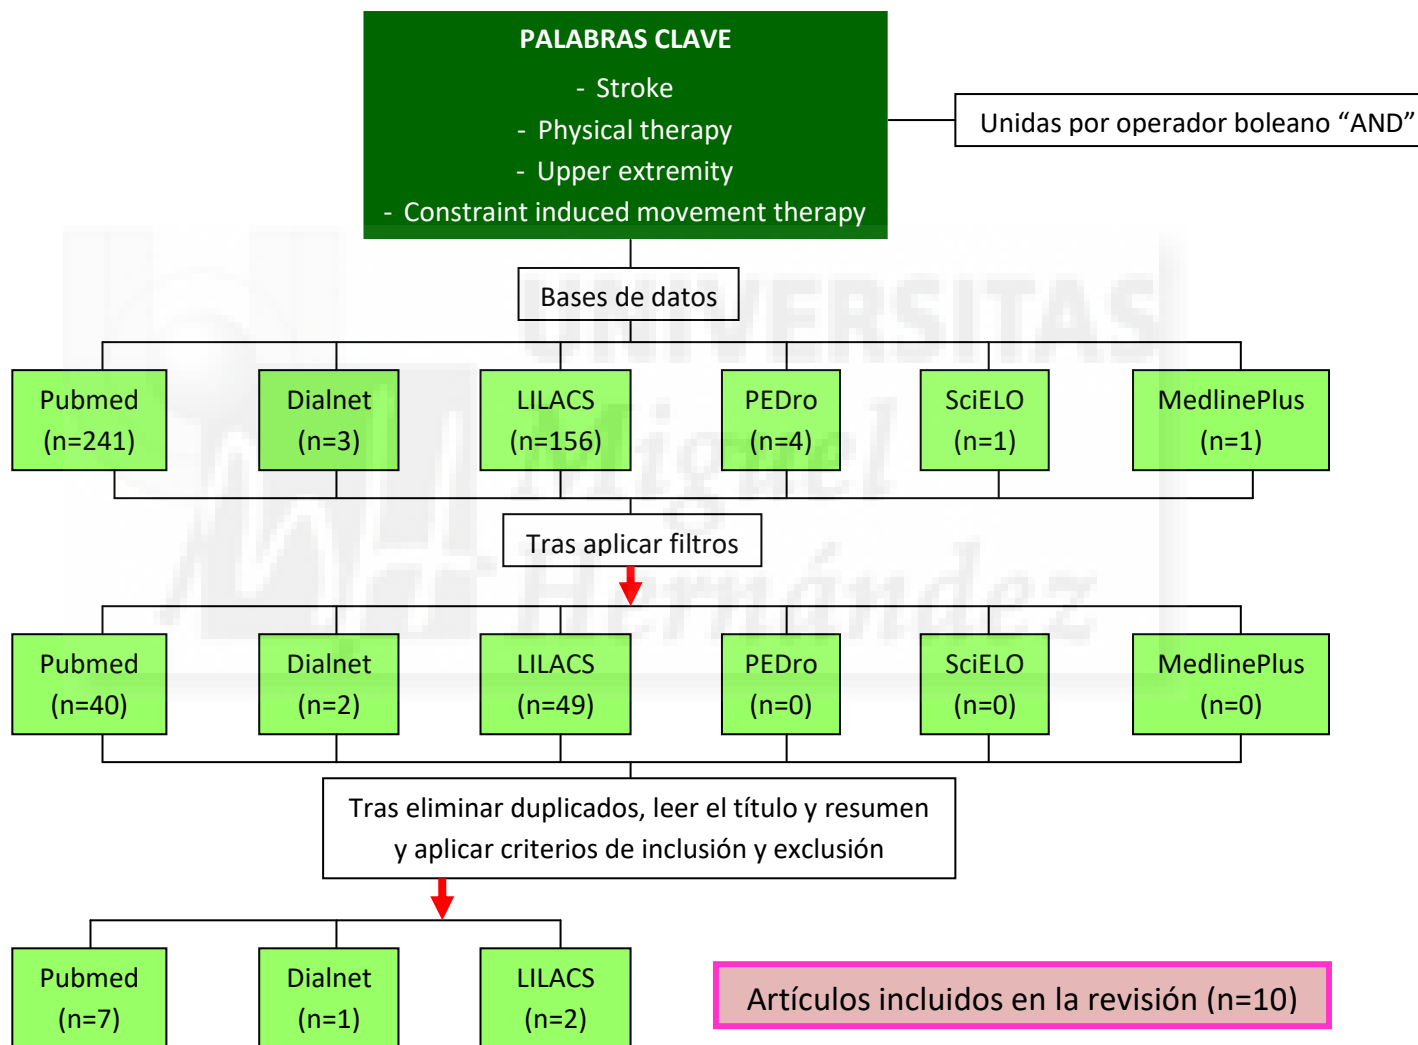 PALABRAS CLAVE
- Stroke
- Physical therapy
- Upper extremity
- Constraint induced movement therapy
Unidas por operador boleano “AND”
Bases de datos
Pubmed
(n=241)
Dialnet
(n=3)
LILACS
(n=156)
PEDro
(n=4)
SciELO
(n=1)
MedlinePlus
(n=1)
Tras aplicar filtros
Pubmed
(n=40)
Dialnet
(n=2)
LILACS
(n=49)
PEDro
(n=0)
SciELO
(n=0)
MedlinePlus
(n=0)
Tras eliminar duplicados, leer el título y resumen
y aplicar criterios de inclusión y exclusión
Pubmed
(n=7)
Dialnet
(n=1)
LILACS
(n=2)
Artículos incluidos en la revisión (n=10)
UNIVERSITAS
Miguel
Hernández